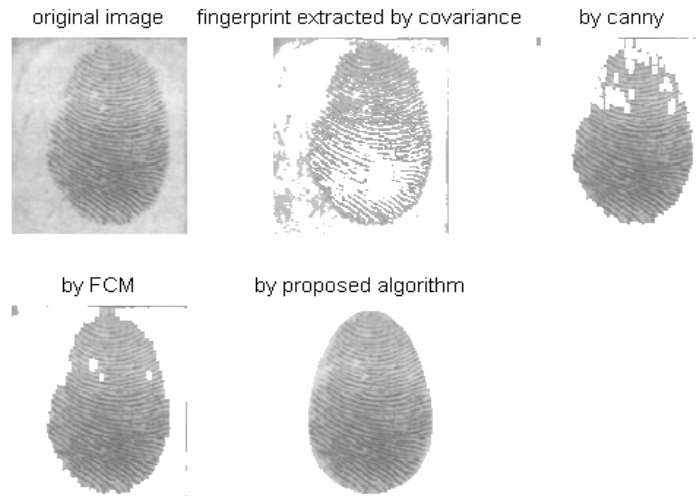 original image
fingerprint extracted by covariance
by canny
by FCM
by proposed algorithm